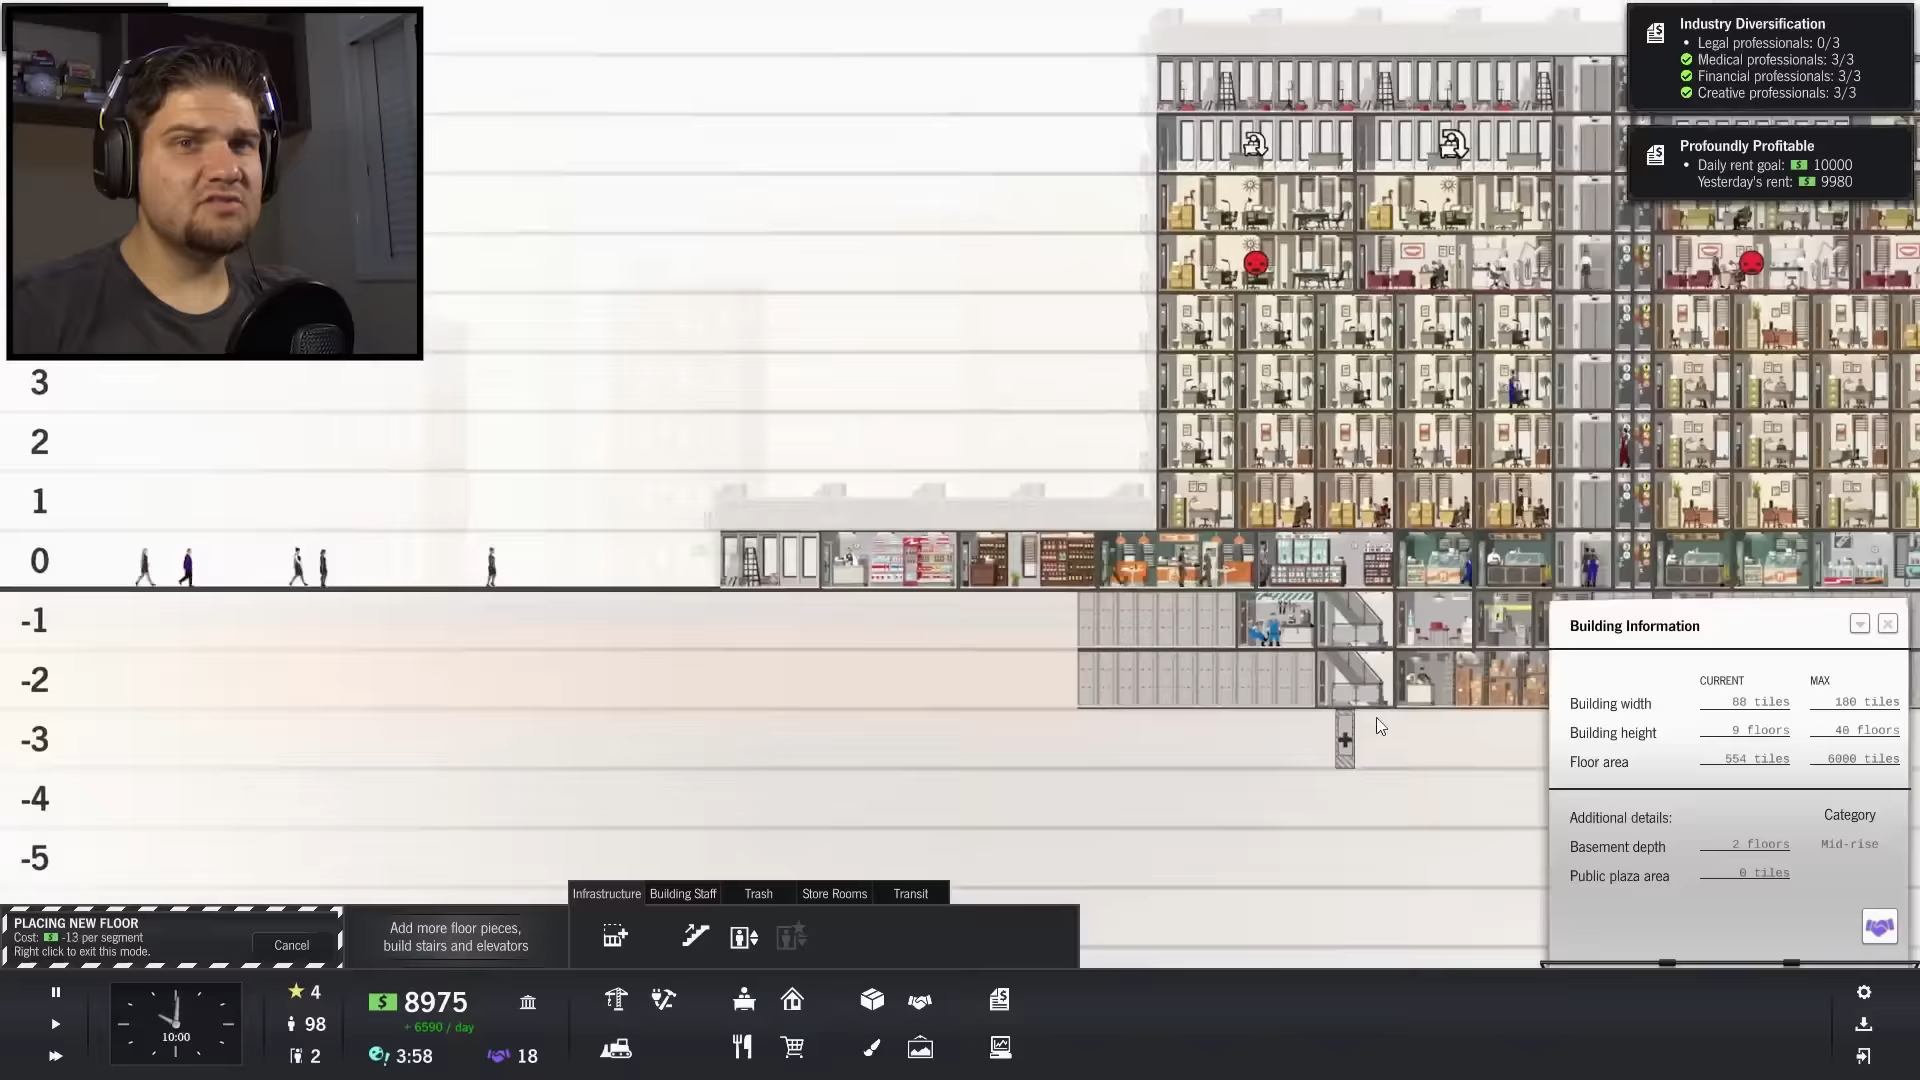 Industry Diversification
• Legal professionals: 0/3
Medical professionals: 3/3
Financial professionals: 3/3
Creative professionals: 3/3
Profoundly Profitable
• Daily rent goal: $ 10000
Yesterday's rent: $ 9980
3
2
1
0
-1
-2
-3
-4
-5
Building Information
CURRENT MAX
Building width 88 tiles 180 tiles
Building height 9 floors 40 floors
Floor area 554 tiles 6000 tiles
Additional details: Category
Basement depth 2 floors Mid-rise
Public plaza area 0 tiles
Infrastructure Building Staff Trash Store Rooms Transit
PLACING NEW FLOOR
Cost: $ -13 per segment
Right click to exit this mode.
Cancel
Add more floor pieces,
build stairs and elevators
10:00
4
98
2
$ 8975
+ 6590 / day
3:58
18